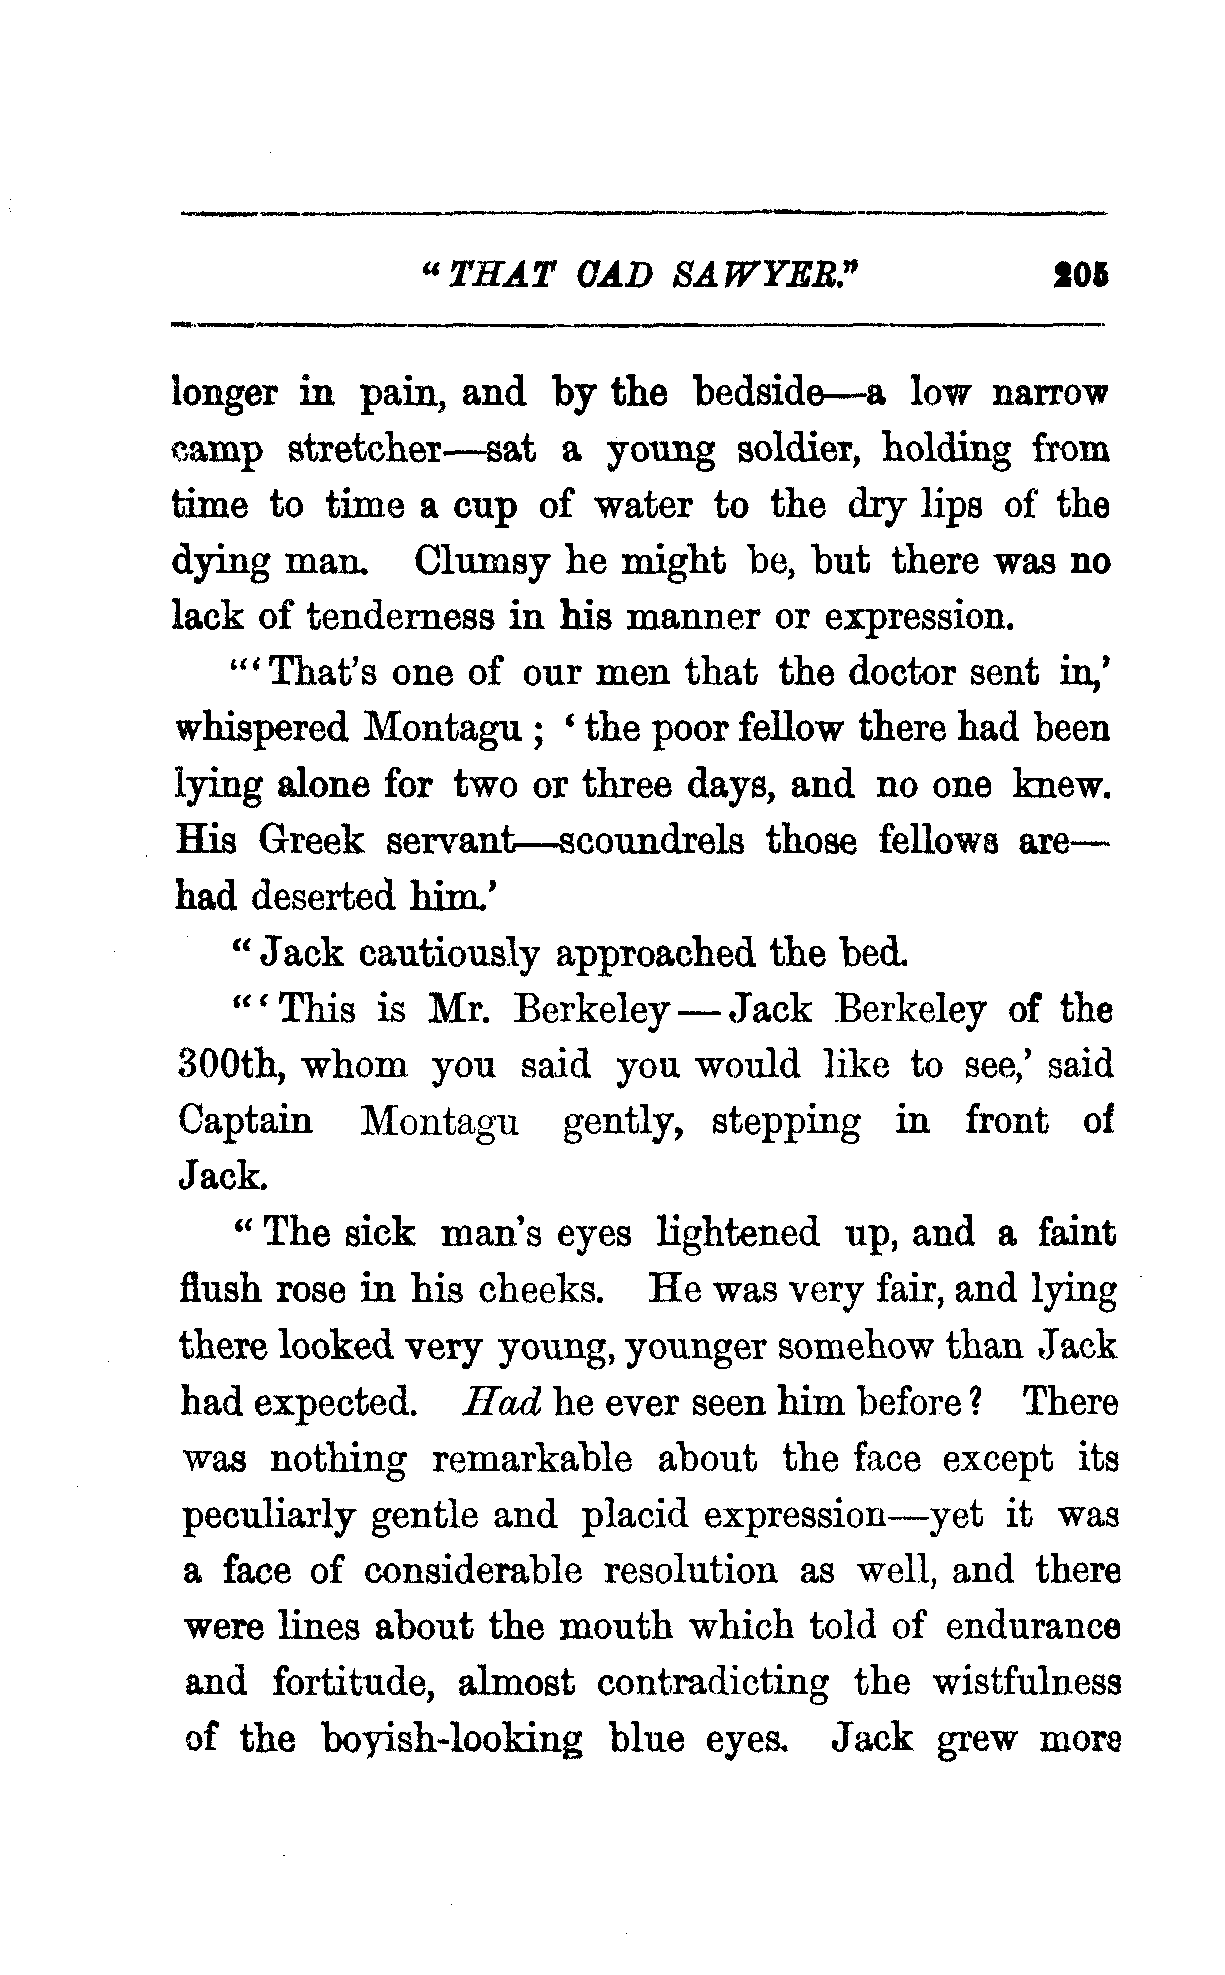 "THAT CAD SAWYER." 205
longer in pain, and by the bedside—a low narrow
camp stretcher—sat a young soldier, holding from
time to time a cup of water to the dry lips of the
dying man. Clumsy he might be, but there was no
lack of tenderness in his manner or expression.
"'That's one of our men that the doctor sent in,'
whispered Montagu; 'the poor fellow there had been
lying alone for two or three days, and no one knew.
His Greek servant—scoundrels those fellows are—
had deserted him.'
"Jack cautiously approached the bed.
"'This is Mr. Berkeley—Jack Berkeley of the
300th, whom you said you would like to see,' said
Captain Montagu gently, stepping in front of
Jack.
"The sick man's eyes lightened up, and a faint
flush rose in his cheeks. He was very fair, and lying
there looked very young, younger somehow than Jack
had expected. Had he ever seen him before? There
was nothing remarkable about the face except its
peculiarly gentle and placid expression—yet it was
a face of considerable resolution as well, and there
were lines about the mouth which told of endurance
and fortitude, almost contradicting the wistfulness
of the boyish-looking blue eyes. Jack grew more